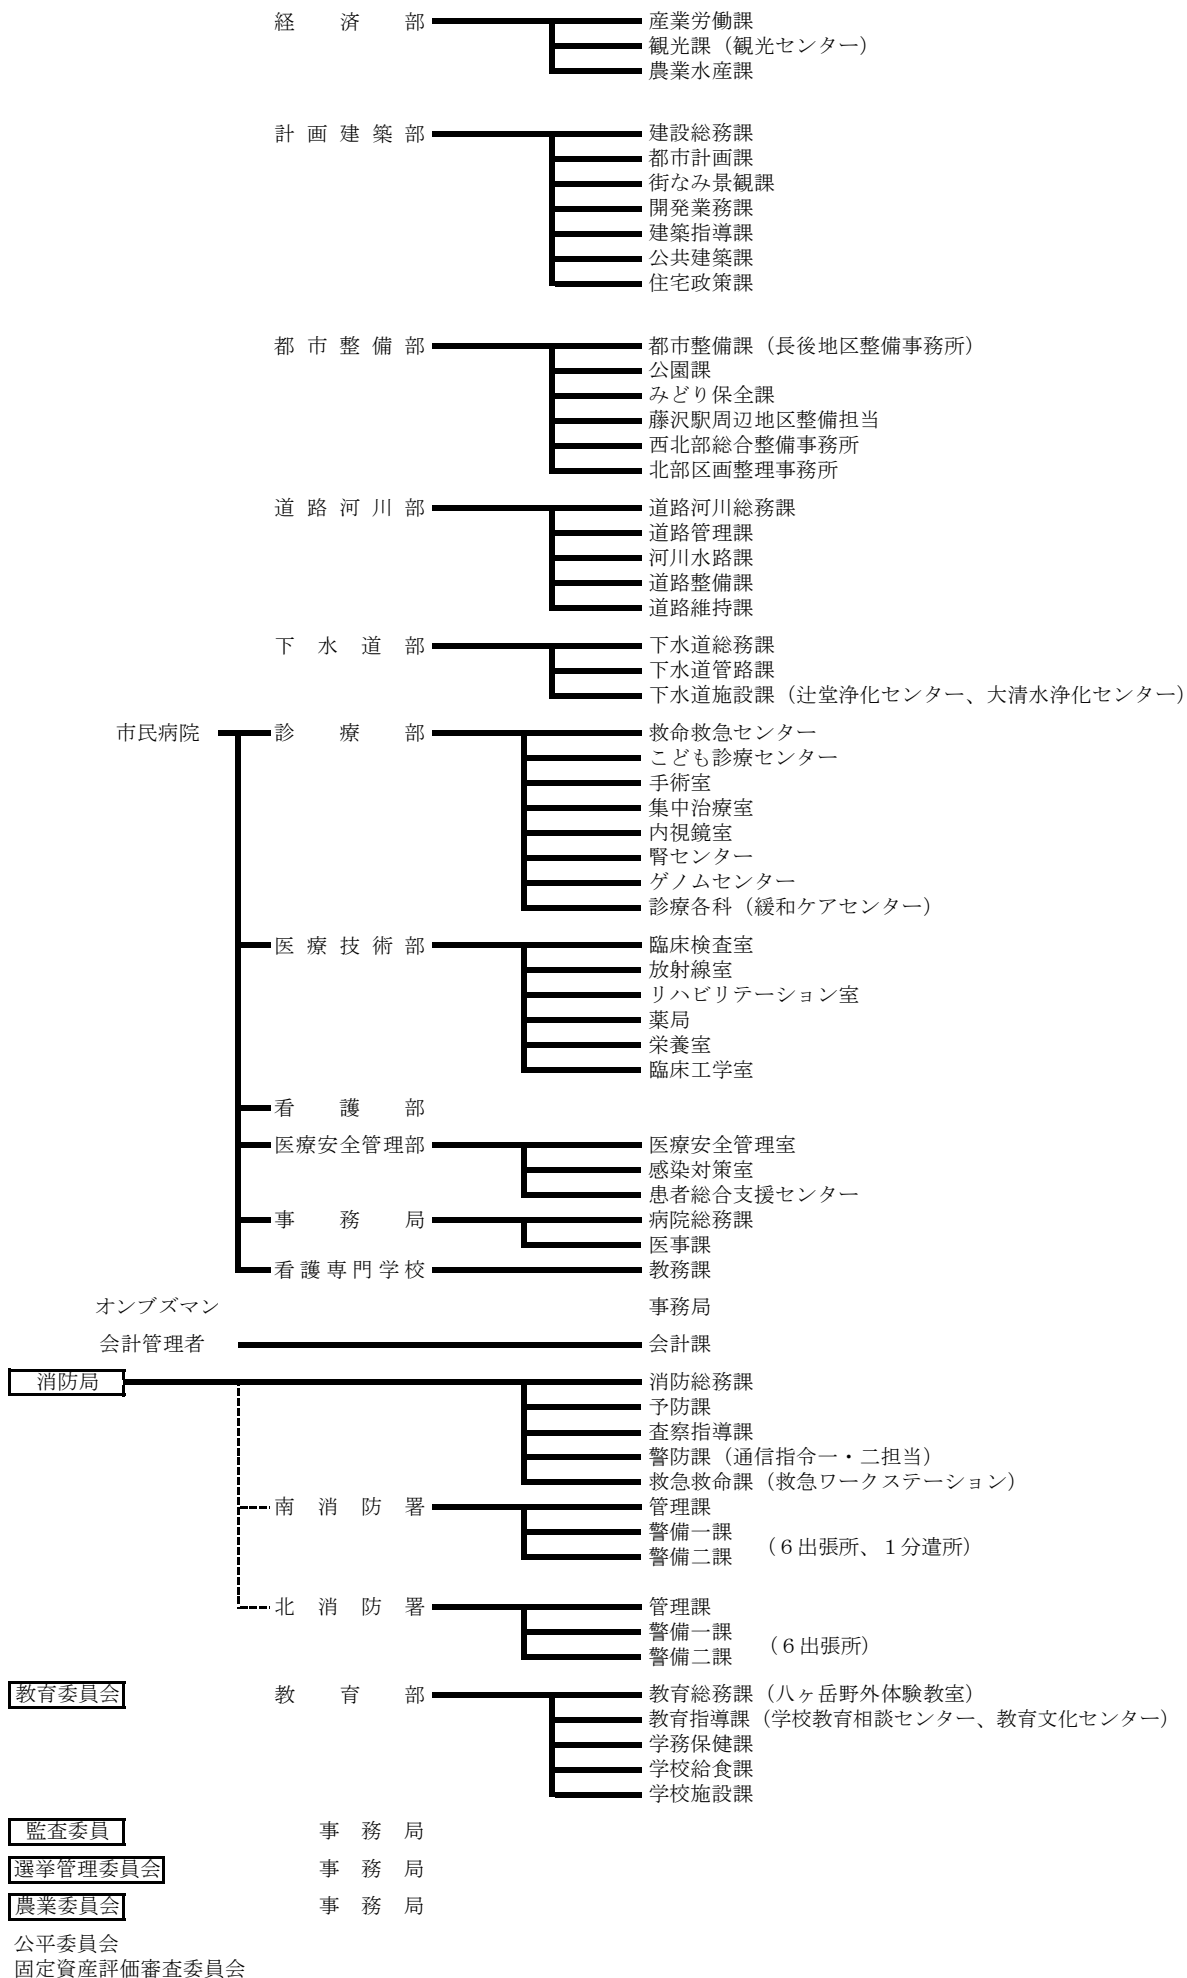 経済部 産業労働課
観光課（観光センター）
農業水産課
計画建築部 建設総務課
都市計画課
街なみ景観課
開発業務課
建築指導課
公共建築課
住宅政策課
都市整備部 都市整備課（長後地区整備事務所）
公園課
みどり保全課
藤沢駅周辺地区整備担当
西北部総合整備事務所
北部区画整理事務所
道路河川部 道路河川総務課
道路管理課
河川水路課
道路整備課
道路維持課
下水道部 下水道総務課
下水道管路課
下水道施設課（辻堂浄化センター、大清水浄化センター）
市民病院 診療部 救命救急センター
こども診療センター
手術室
集中治療室
内視鏡室
腎センター
ゲノムセンター
診療各科（緩和ケアセンター）
医療技術部 臨床検査室
放射線室
リハビリテーション室
薬局
栄養室
臨床工学室
看護部
医療安全管理部 医療安全管理室
感染対策室
患者総合支援センター
事務局 病院総務課
医事課
看護専門学校 教務課
オンブズマン 事務局
会計管理者 会計課
消防局 消防総務課
予防課
査察指導課
警防課（通信指令一・二担当）
救急救命課（救急ワークステーション）
南消防署 管理課
警備一課
警備二課 （６出張所、１分遣所）
北消防署 管理課
警備一課
警備二課 （６出張所）
教育委員会 教育部 教育総務課（八ヶ岳野外体験教室）
教育指導課（学校教育相談センター、教育文化センター）
学務保健課
学校給食課
学校施設課
監査委員 事務局
選挙管理委員会 事務局
農業委員会 事務局
公平委員会
固定資産評価審査委員会